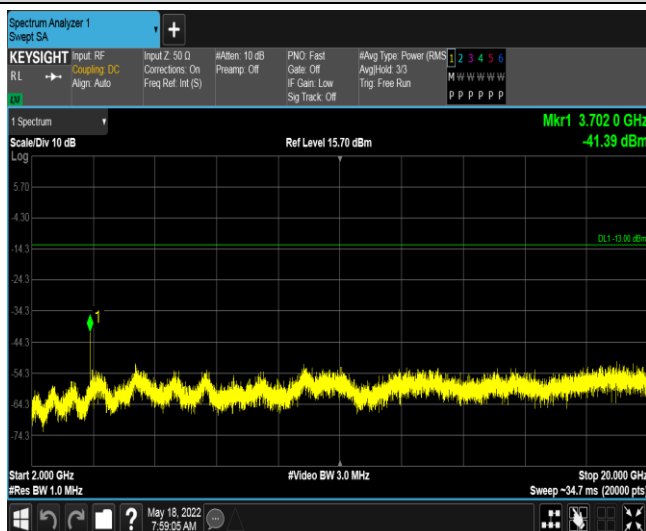 Spectrum Analyzer 1
Swept SA
KEYSIGHT
RL
LXI
Input: RF
Coupling: DC
Align: Auto
Input Z: 50 Ω
Corrections: On
Freq Ref: Int (S)
#Atten: 10 dB
Preamp: Off
PNO: Fast
Gate: Off
IF Gain: Low
Sig Track: Off
#Avg Type: Power (RMS
Avg|Hold: 3/3
Trig: Free Run
1 2 3 4 5 6
M W W W W W
P P P P P P
1 Spectrum
Mkr1 3.702 0 GHz
Scale/Div 10 dB
Ref Level 15.70 dBm
-41.39 dBm
Log
5.70
-4.30
DL1 -13.00 dBm
-14.3
-24.3
-34.3
1
-44.3
-54.3
-64.3
-74.3
Start 2.000 GHz
#Video BW 3.0 MHz
Stop 20.000 GHz
#Res BW 1.0 MHz
Sweep ~34.7 ms (20000 pts)
?
May 18, 2022
7:59:05 AM